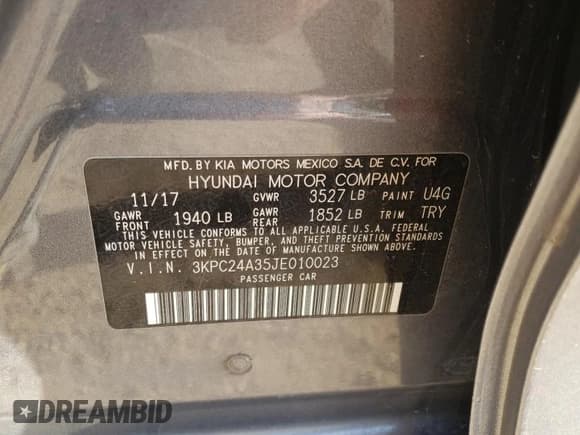 MFD. BY KIA MOTORS MEXICO S.A. DE C.V. FOR
HYUNDAI MOTOR COMPANY
11/17 GVWR 3527 LB PAINT U4G
GAWR FRONT 1940 LB GAWR REAR 1852 LB TRIM TRY
THIS VEHICLE CONFORMS TO ALL APPLICABLE U.S.A. FEDERAL
MOTOR VEHICLE SAFETY, BUMPER, AND THEFT PREVENTION STANDARDS
IN EFFECT ON THE DATE OF MANUFACTURE SHOWN ABOVE.
V.I.N. 3KPC24A35JE010023
PASSENGER CAR
DREAMBID